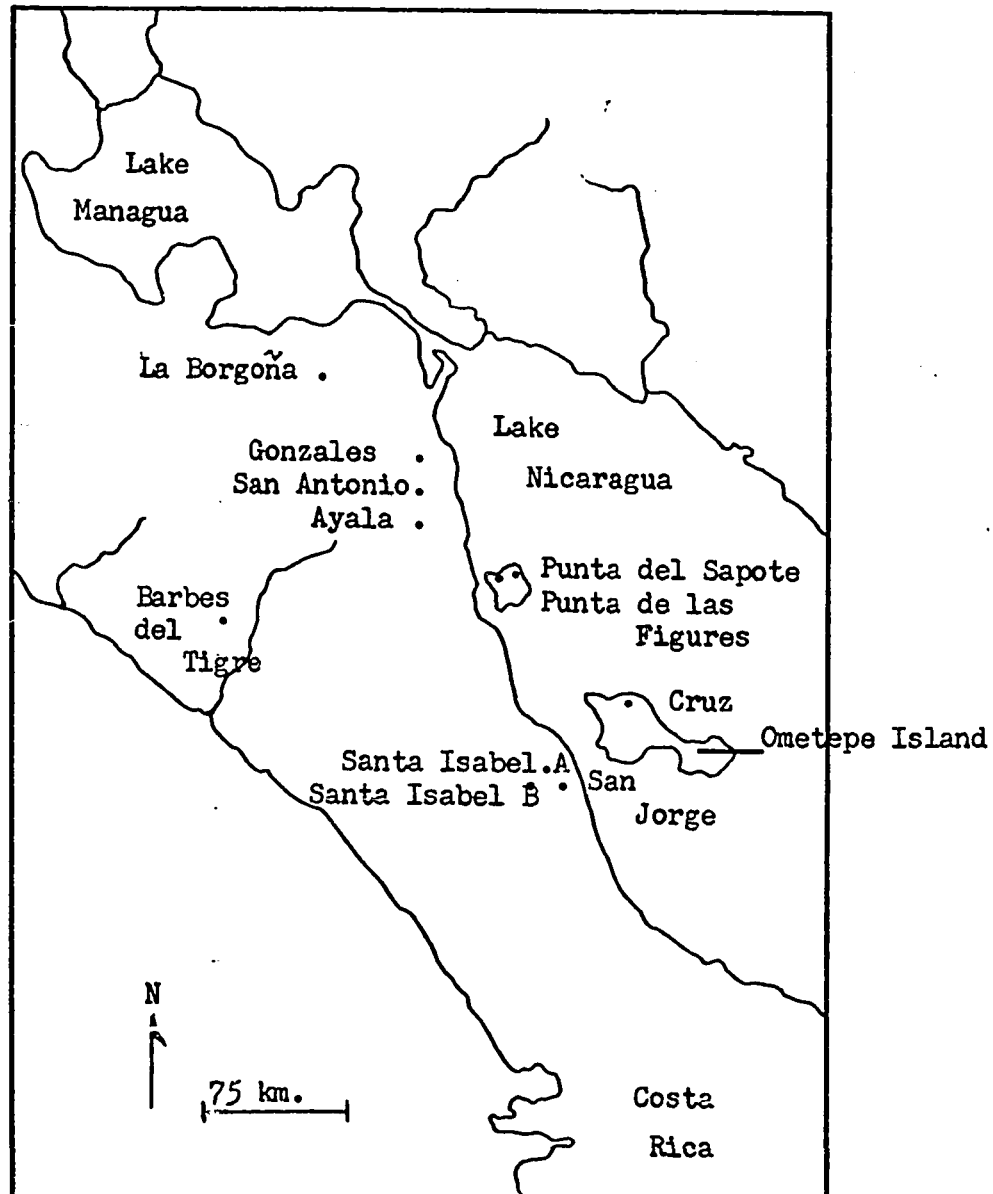 Lake
Managua
La Borgoña
Lake
Nicaragua
Gonzales
San Antonio
Ayala
Punta del Sapote
Punta de las
Figures
Barbes
del
Tigre
Cruz
Ometepe Island
Santa Isabel A
Santa Isabel B
San
Jorge
N
75 km.
Costa
Rica